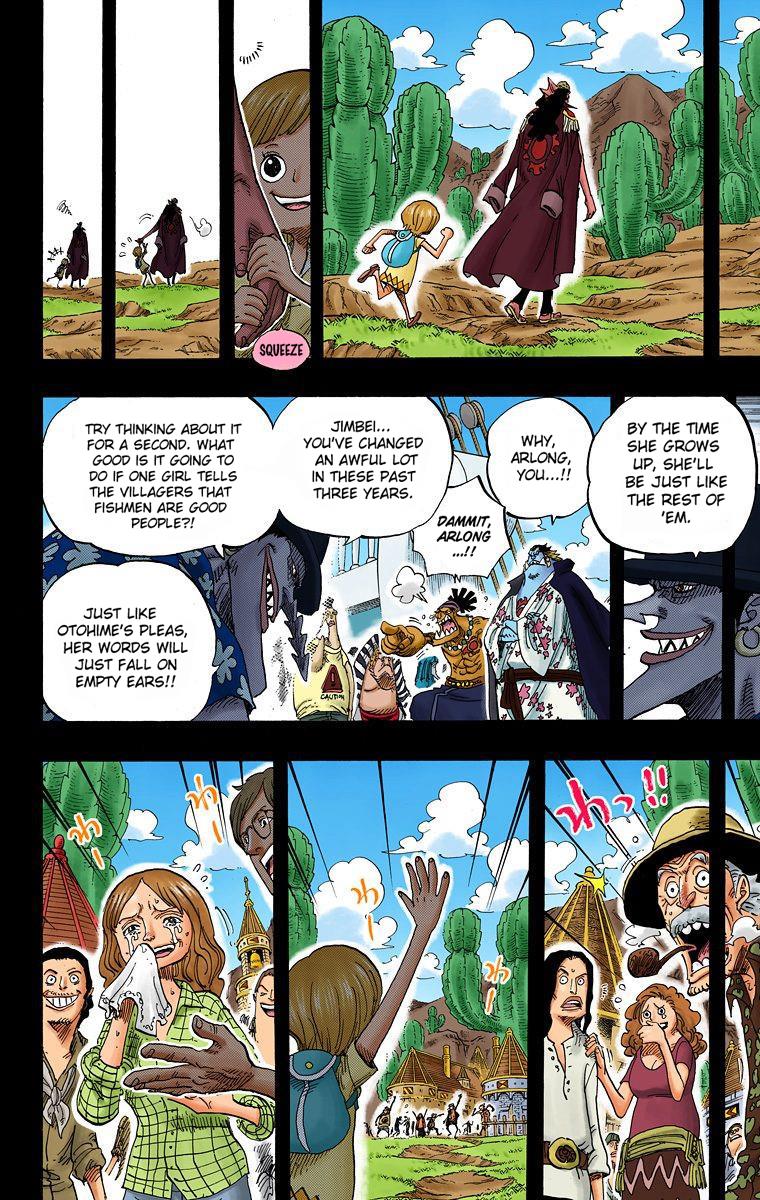 SQUEEZE
BY THE TIME
SHE GROWS
UP, SHE'LL
BE JUST LIKE
THE REST OF
'EM.
WHY,
ARLONG,
YOU...!!
DAMMIT,
ARLONG
...!!
JIMBEI...
YOU'VE CHANGED
AN AWFUL LOT
IN THESE PAST
THREE YEARS.
CAUTION
TRY THINKING ABOUT IT
FOR A SECOND. WHAT
GOOD IS IT GOING TO
DO IF ONE GIRL TELLS
THE VILLAGERS THAT
FISHMEN ARE GOOD
PEOPLE?!
JUST LIKE
OTOHIME'S PLEAS,
HER WORDS WILL
JUST FALL ON
EMPTY EARS!!